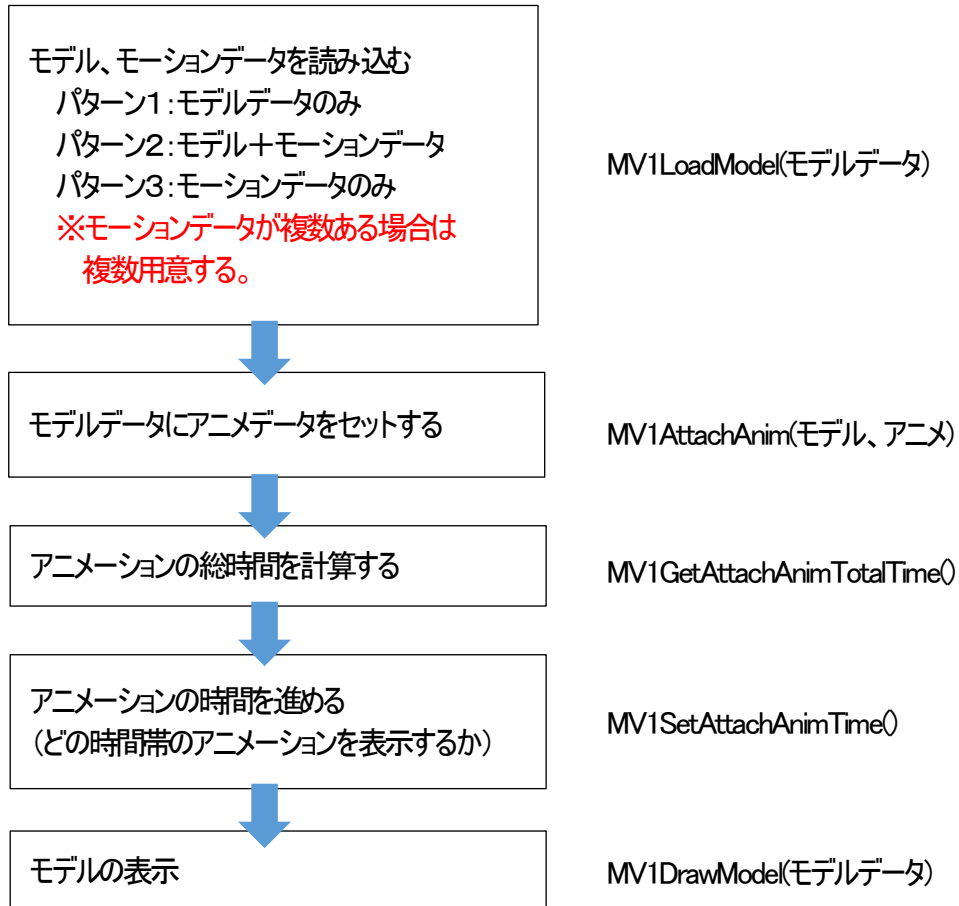 モデル、モーションデータを読み込む
パターン1：モデルデータのみ
パターン2：モデル＋モーションデータ
パターン3：モーションデータのみ
※モーションデータが複数ある場合は
複数用意する。
MV1LoadModel(モデルデータ)
モデルデータにアニメデータをセットする
MV1AttachAnim(モデル、アニメ)
アニメーションの総時間を計算する
MV1GetAttachAnimTotalTime()
アニメーションの時間を進める
（どの時間帯のアニメーションを表示するか）
MV1SetAttachAnimTime()
モデルの表示
MV1DrawModel(モデルデータ)